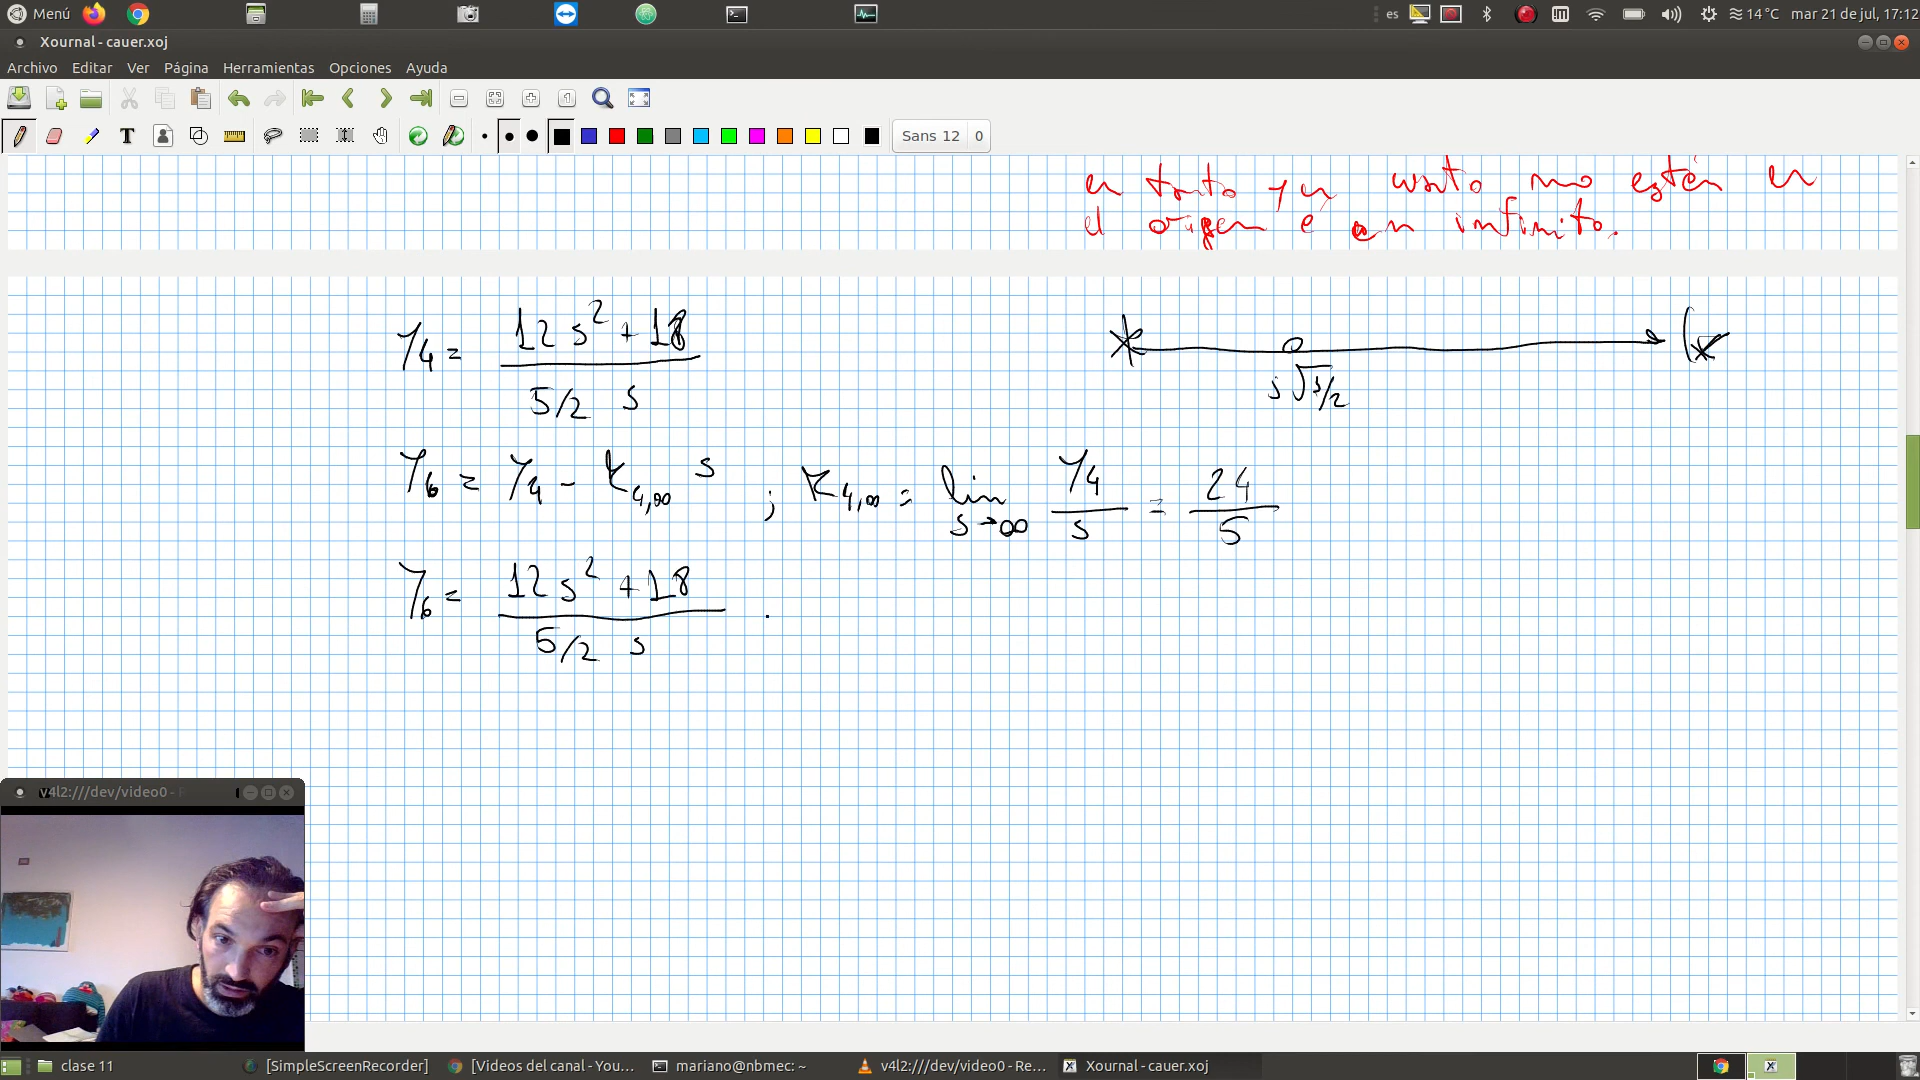 Menú
es
14 °C
mar 21 de jul, 17:12
Xournal - cauer.xoj
Archivo Editar Ver Página Herramientas Opciones Ayuda
Sans 12 0
en tanto y en cuanto no estén en
el origen e en infinito.
Y4 = 12 s² + 18 / 5/2 s
j √3/2
Y6 = Y4 - K4,∞ s ; K4,∞ = lim s→∞ Y4 / s = 24 / 5
Y6 = 12 s² + 18 / 5/2 s .
v4l2:///dev/video0 - R
clase 11
[SimpleScreenRecorder]
[Videos del canal - You...
mariano@nbmec: ~
v4l2:///dev/video0 - Re...
Xournal - cauer.xoj